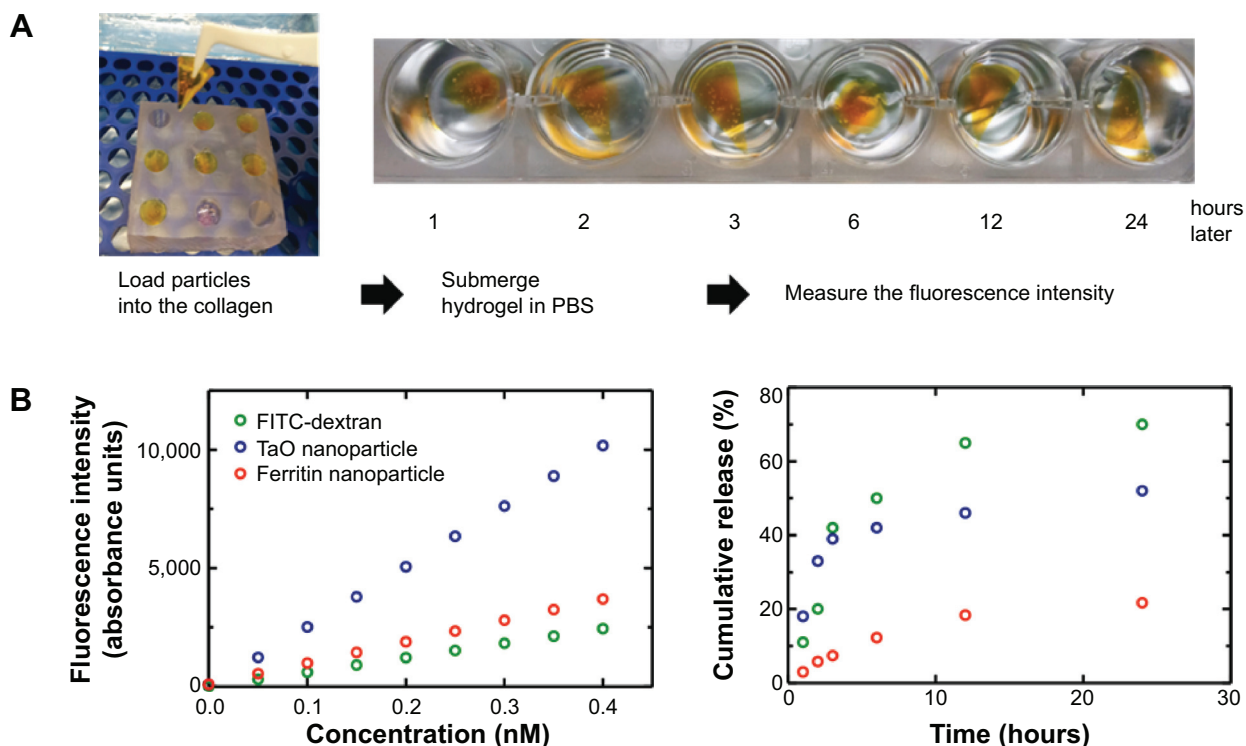 A
1 2 3 6 12 24 hours
later
Load particles
into the collagen
Submerge
hydrogel in PBS
Measure the fluorescence intensity
B
Fluorescence intensity
(absorbance units)
10,000
5,000
0
FITC-dextran
TaO nanoparticle
Ferritin nanoparticle
0.0 0.1 0.2 0.3 0.4
Concentration (nM)
Cumulative release (%)
80
60
40
20
0
0 10 20 30
Time (hours)